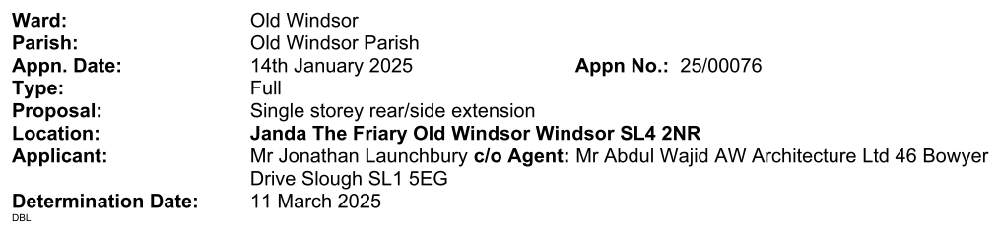 Ward: Old Windsor
Parish: Old Windsor Parish
Appn. Date: 14th January 2025 Appn No.: 25/00076
Type: Full
Proposal: Single storey rear/side extension
Location: Janda The Friary Old Windsor Windsor SL4 2NR
Applicant: Mr Jonathan Launchbury c/o Agent: Mr Abdul Wajid AW Architecture Ltd 46 Bowyer
Drive Slough SL1 5EG
Determination Date: 11 March 2025
DBL